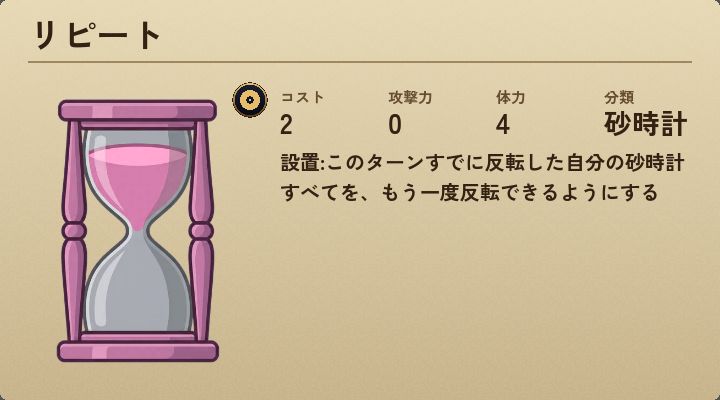 リピート
コスト 攻撃力 体力 分類
2 0 4 砂時計
設置:このターンすでに反転した自分の砂時計
すべてを、もう一度反転できるようにする